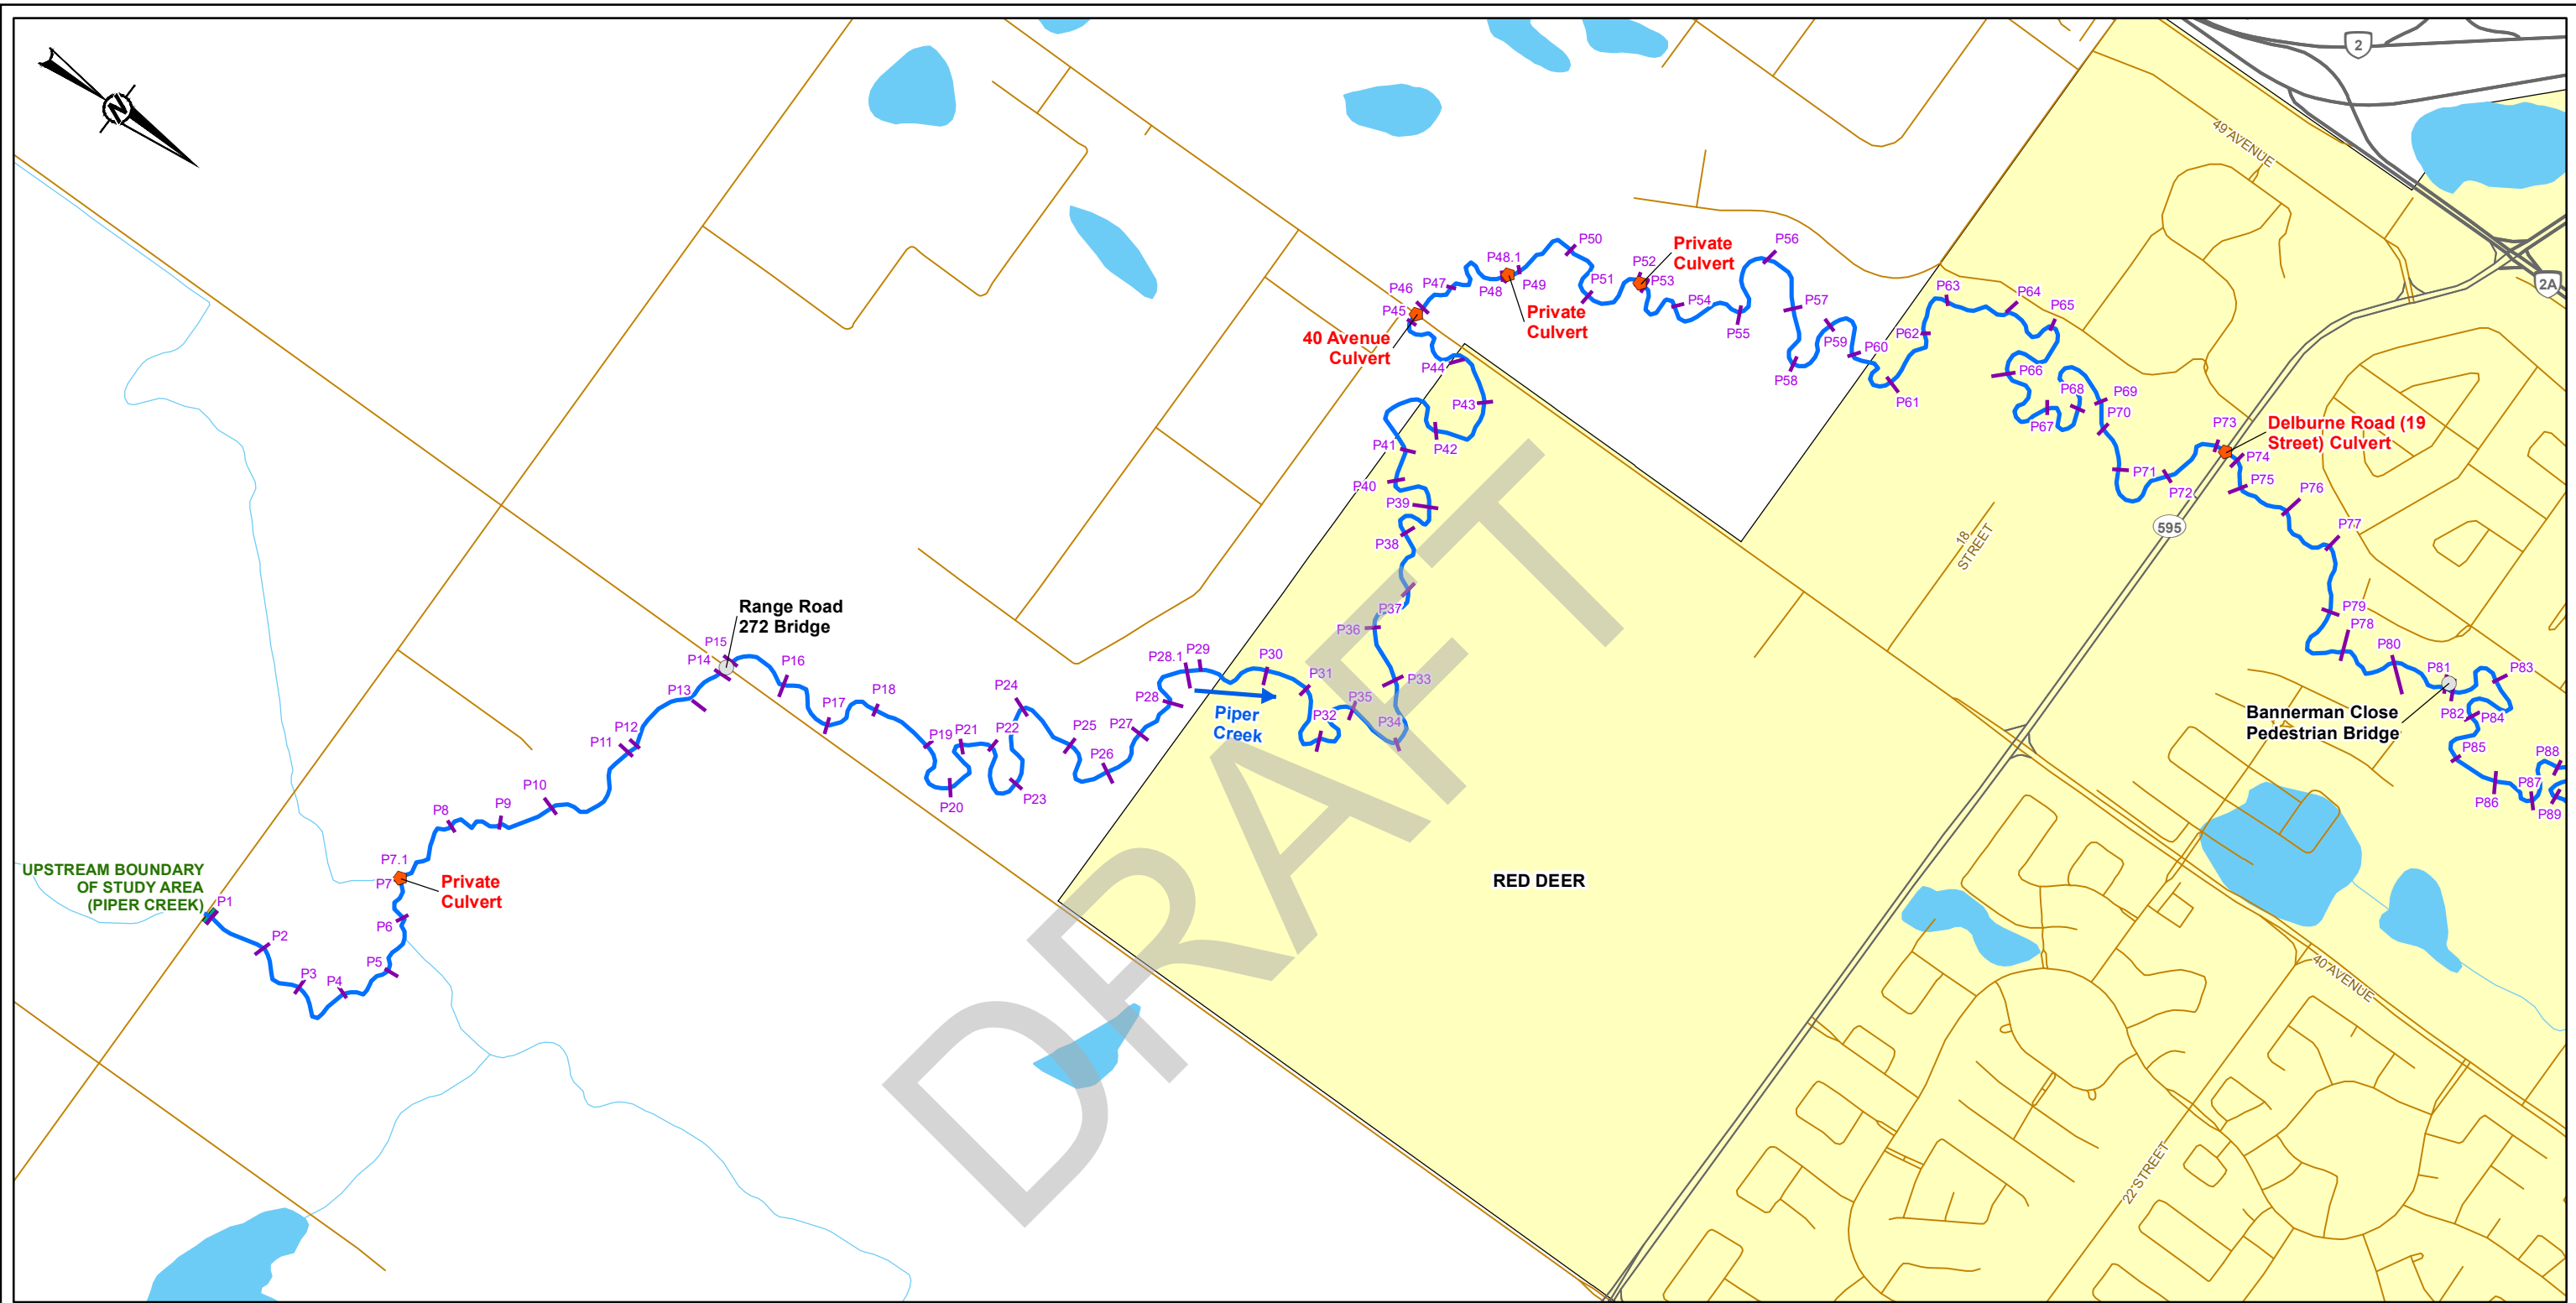 N
2
49 AVENUE
2A
P50
P56
Private
Culvert
P48.1
P52
P46
P47
P48
P49
P51
P53
P54
P55
P57
P63
P64
P65
P45
Private
Culvert
40 Avenue
Culvert
P44
P59
P60
P62
P58
P61
P66
P68
P69
P43
P67
P70
P73
Delburne Road (19
Street) Culvert
P41
P42
P74
P40
P71
P72
P75
P76
P39
P38
595
P77
18
STREET
Range Road
272 Bridge
P37
P36
P79
P78
P15
P14
P16
P28.1
P29
P30
P80
P81
P83
P13
P24
P28
P31
P33
P17
P18
P35
P32
P34
Piper
Creek
P82
P84
Bannerman Close
Pedestrian Bridge
P12
P11
P19
P21
P22
P25
P27
P26
P85
P88
P10
P20
P23
P86
P87
P89
P8
P9
P7.1
P7
Private
Culvert
UPSTREAM BOUNDARY
OF STUDY AREA
(PIPER CREEK)
P1
RED DEER
P6
P2
P5
P3
P4
40 AVENUE
22 STREET
DRAFT